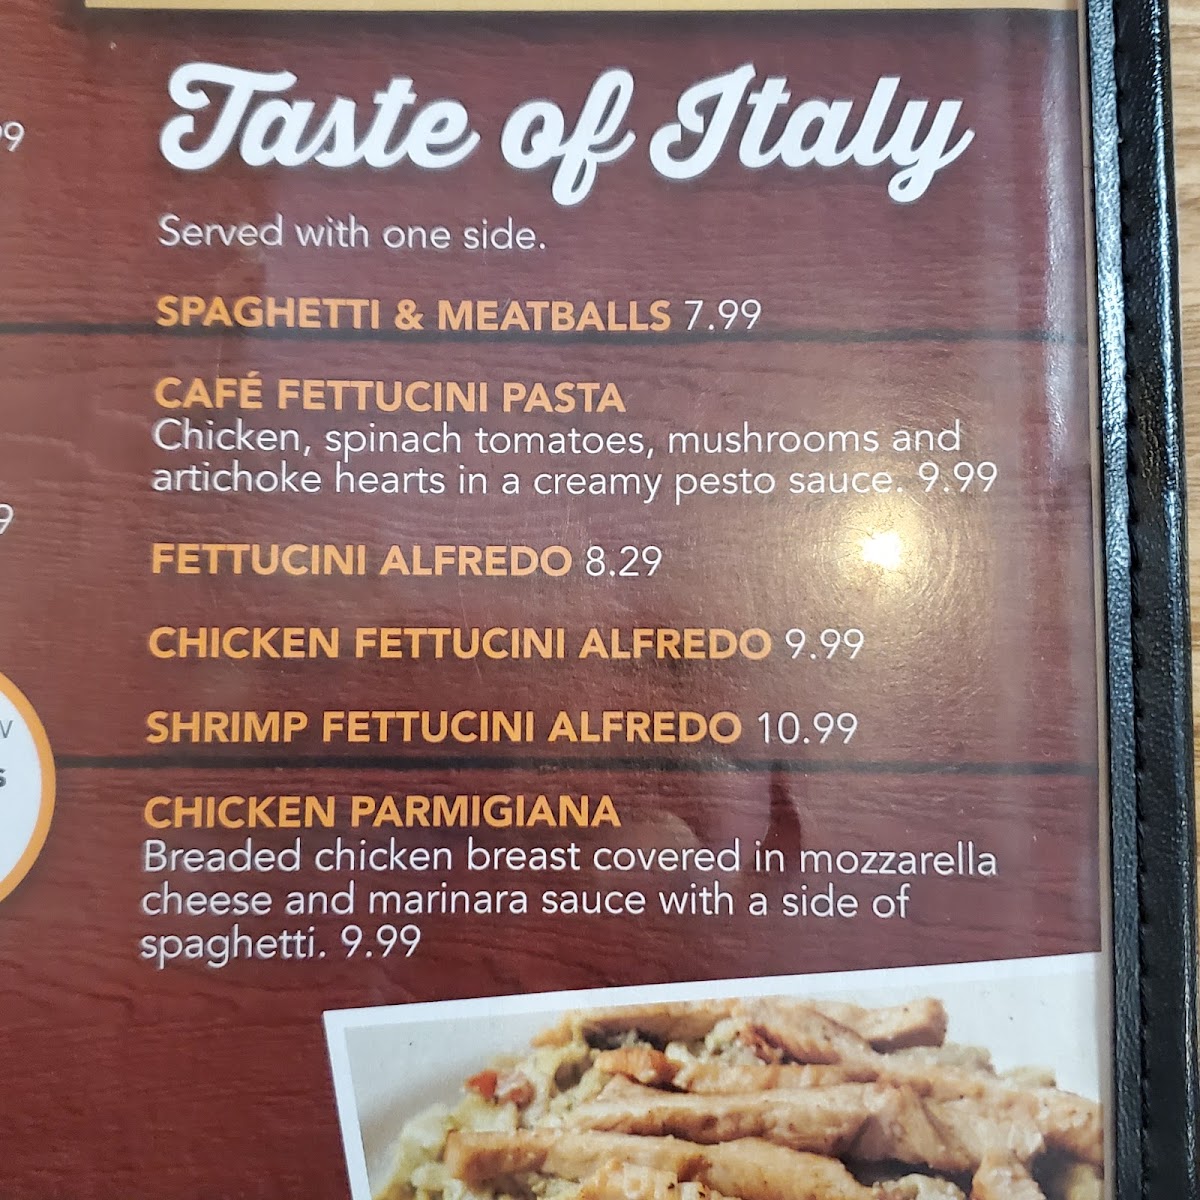 Taste of Italy
Served with one side.
SPAGHETTI & MEATBALLS 7.99
CAFÉ FETTUCINI PASTA
Chicken, spinach tomatoes, mushrooms and
artichoke hearts in a creamy pesto sauce. 9.99
FETTUCINI ALFREDO 8.29
CHICKEN FETTUCINI ALFREDO 9.99
SHRIMP FETTUCINI ALFREDO 10.99
CHICKEN PARMIGIANA
Breaded chicken breast covered in mozzarella
cheese and marinara sauce with a side of
spaghetti. 9.99